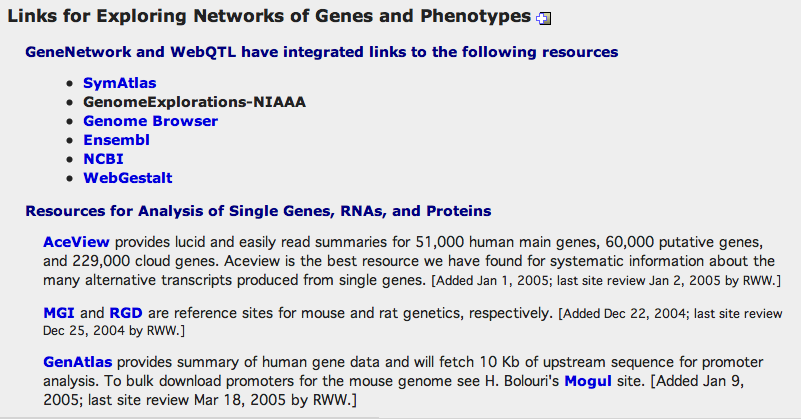 Links for Exploring Networks of Genes and Phenotypes
GeneNetwork and WebQTL have integrated links to the following resources
SymAtlas
GenomeExplorations-NIAAA
Genome Browser
Ensembl
NCBI
WebGestalt
Resources for Analysis of Single Genes, RNAs, and Proteins
AceView provides lucid and easily read summaries for 51,000 human main genes, 60,000 putative genes,
and 229,000 cloud genes. Aceview is the best resource we have found for systematic information about the
many alternative transcripts produced from single genes. [Added Jan 1, 2005; last site review Jan 2, 2005 by RWW.]
MGI and RGD are reference sites for mouse and rat genetics, respectively. [Added Dec 22, 2004; last site review
Dec 25, 2004 by RWW.]
GenAtlas provides summary of human gene data and will fetch 10 Kb of upstream sequence for promoter
analysis. To bulk download promoters for the mouse genome see H. Bolouri's Mogul site. [Added Jan 9,
2005; last site review Mar 18, 2005 by RWW.]